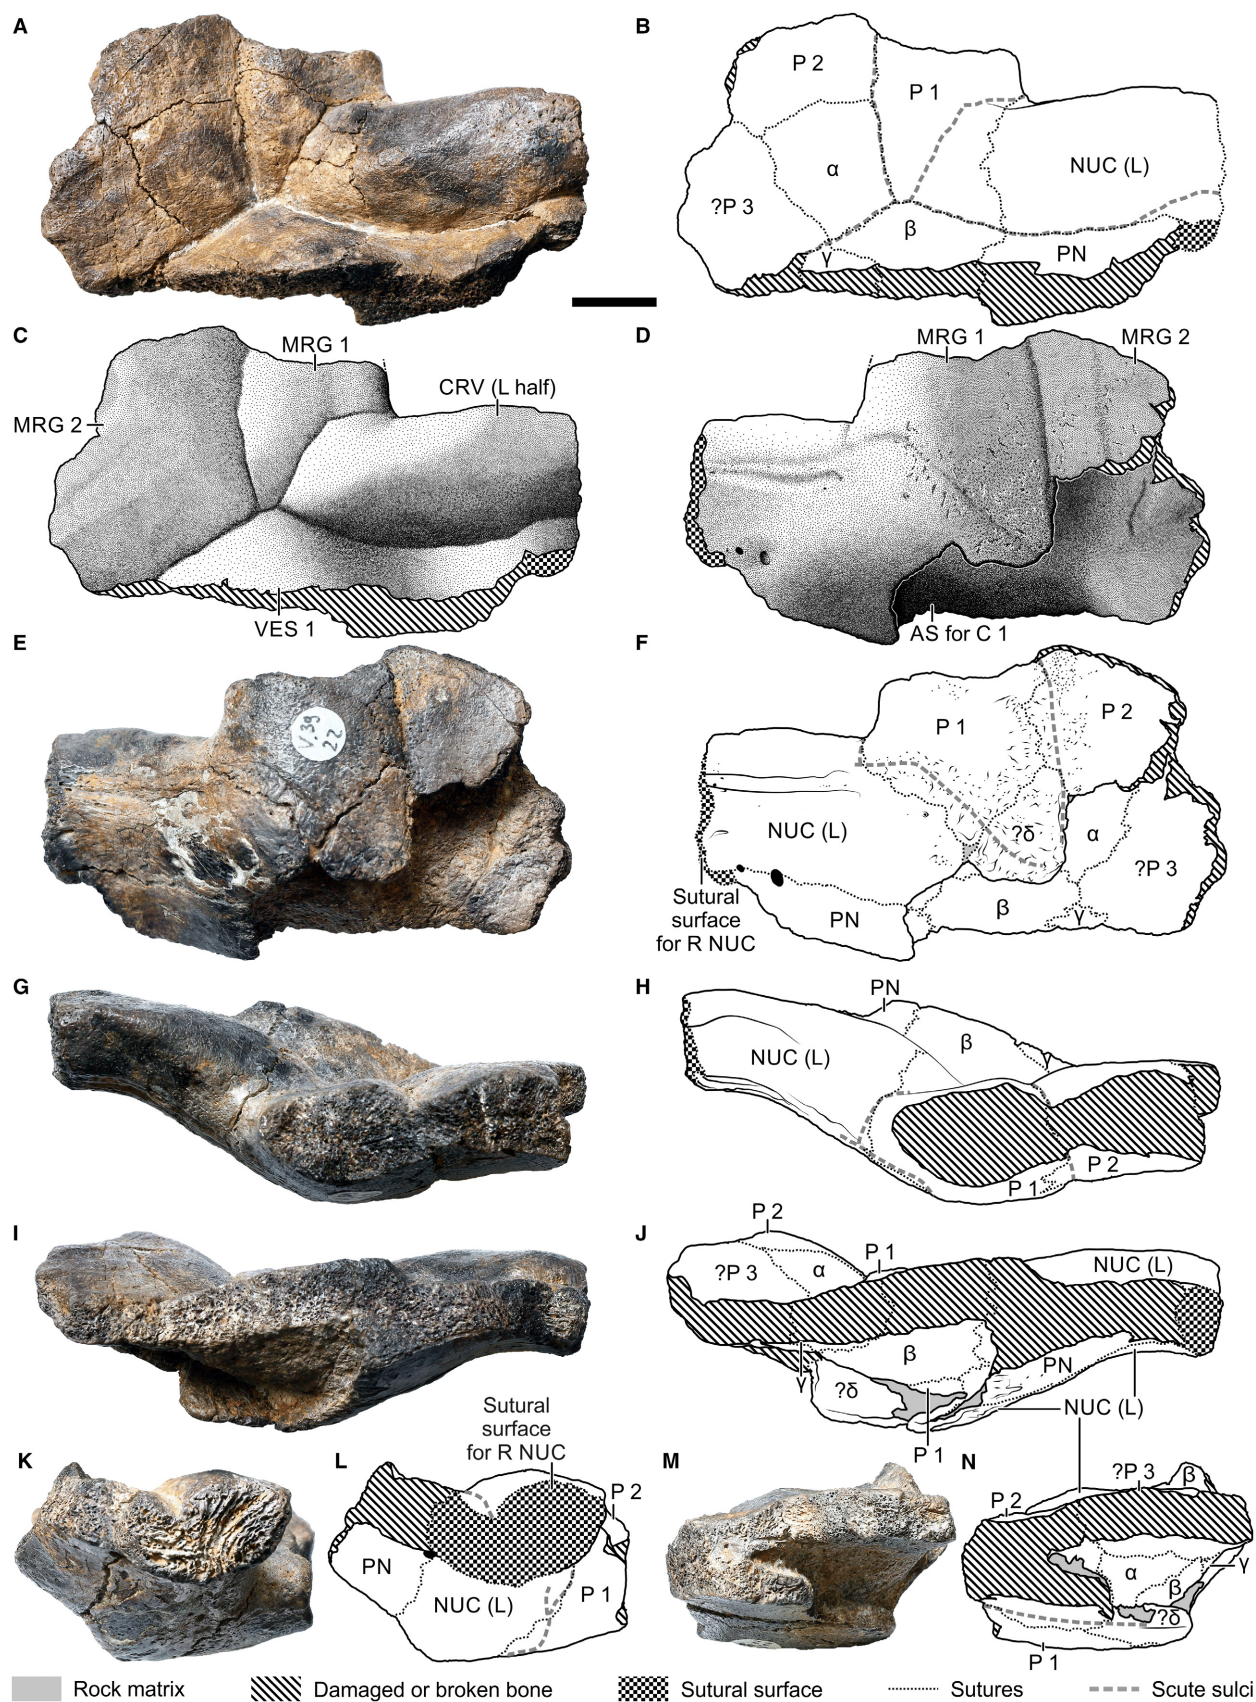 A
B
P 2
P 1
NUC (L)
α
?P 3
β
γ
PN
C
MRG 1
CRV (L half)
MRG 2
VES 1
D
MRG 1
MRG 2
AS for C 1
E
V 39
22
F
P 1
P 2
NUC (L)
?δ
α
?P 3
Sutural
surface
for R NUC
PN
β
γ
G
H
PN
β
NUC (L)
P 2
P 1
I
J
P 2
P 1
NUC (L)
?P 3
α
β
γ
?δ
PN
NUC (L)
P 1
K
L
Sutural
surface
for R NUC
P 2
PN
NUC (L)
P 1
M
N
?P 3
β
P 2
α
γ
β
?δ
P 1
Rock matrix
Damaged or broken bone
Sutural surface
Sutures
Scute sulci